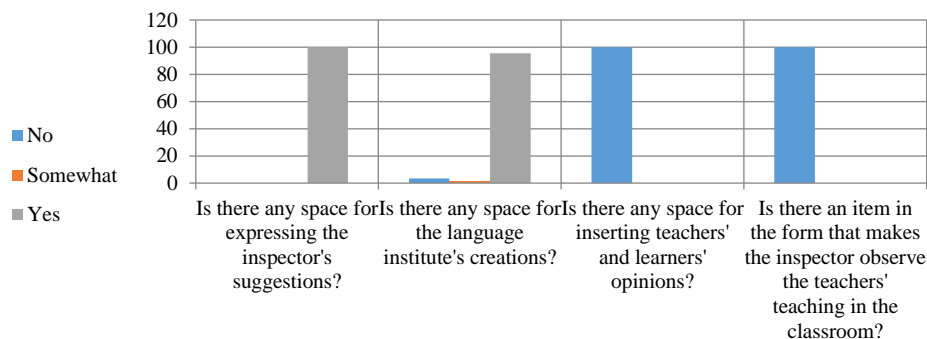 120
100
80
60
40
20
0
No
Somewhat
Yes
Is there any space for
expressing the
inspector's
suggestions?
Is there any space for
the language
institute's creations?
Is there any space for
inserting teachers'
and learners'
opinions?
Is there an item in
the form that makes
the inspector observe
the teachers'
teaching in the
classroom?